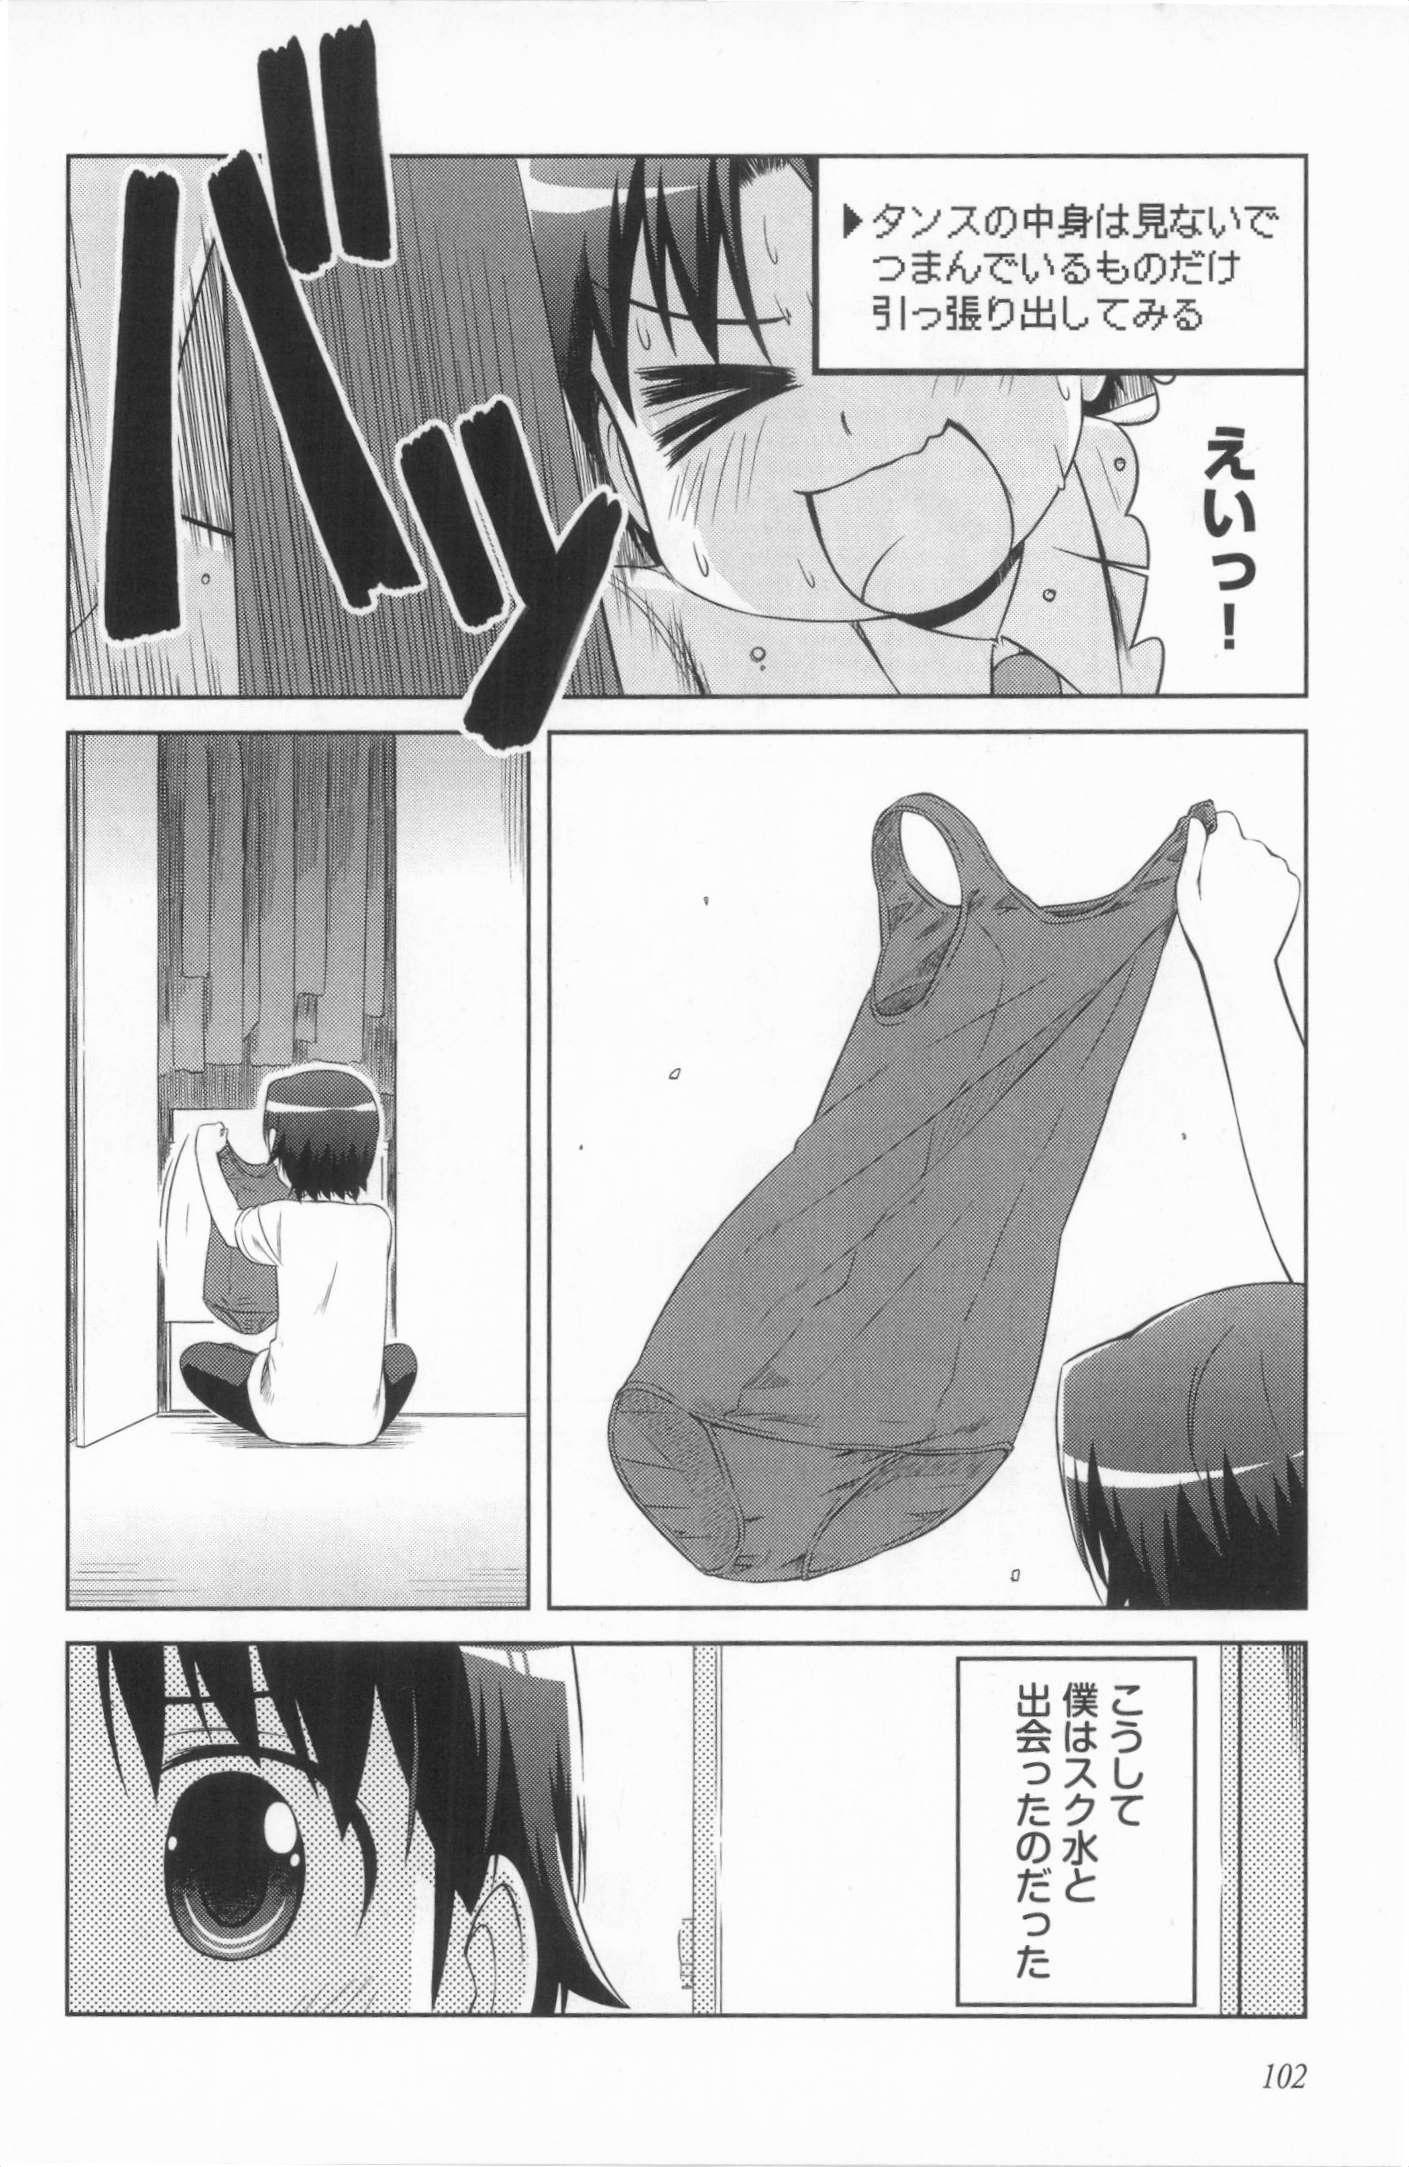 ▶タンスの中身は見ないで
つまんでいるものだけ
引っ張り出してみる
えいっ！
バッ
こうして
僕はスク水と
出会ったのだった
102